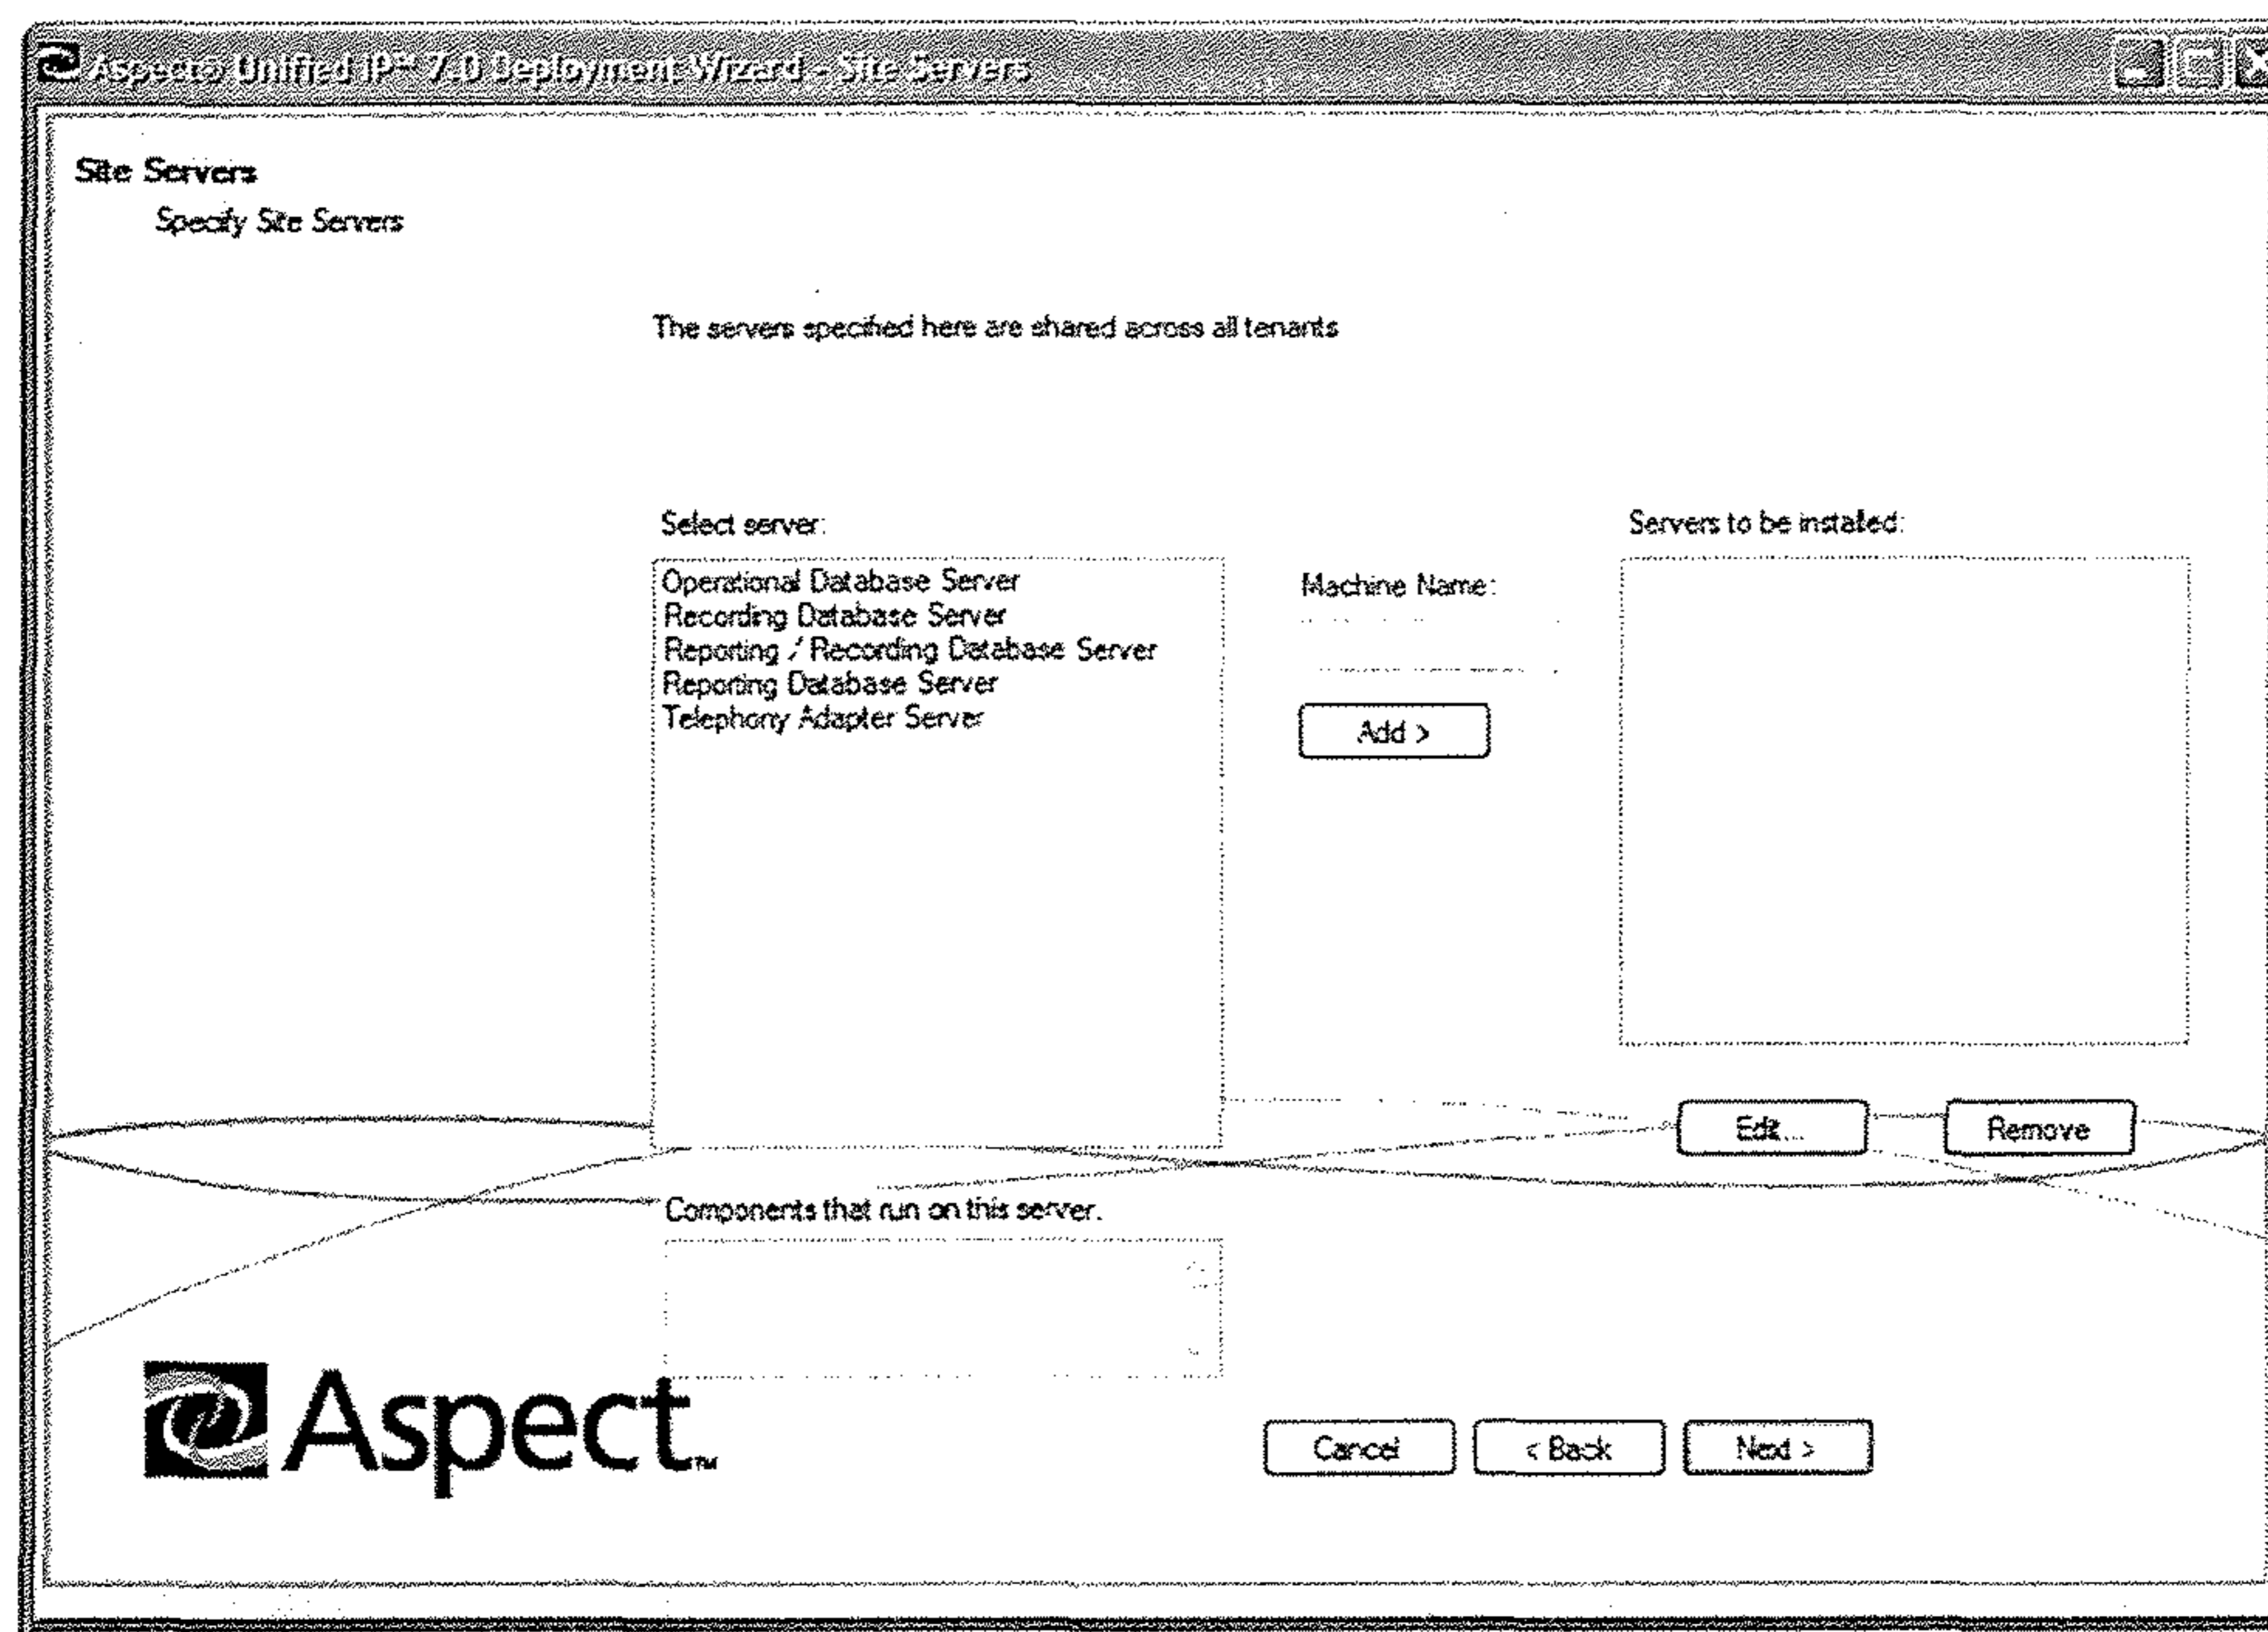 Aspect® Unified IP™ 7.0 Deployment Wizard - Site Servers
Site Servers
Specify Site Servers
The servers specified here are shared across all tenants
Select server:
Operational Database Server
Recording Database Server
Reporting / Recording Database Server
Reporting Database Server
Telephony Adapter Server
Machine Name:
Add >
Servers to be installed:
Edit...
Remove
Components that run on this server.
Aspect™
Cancel
< Back
Next >